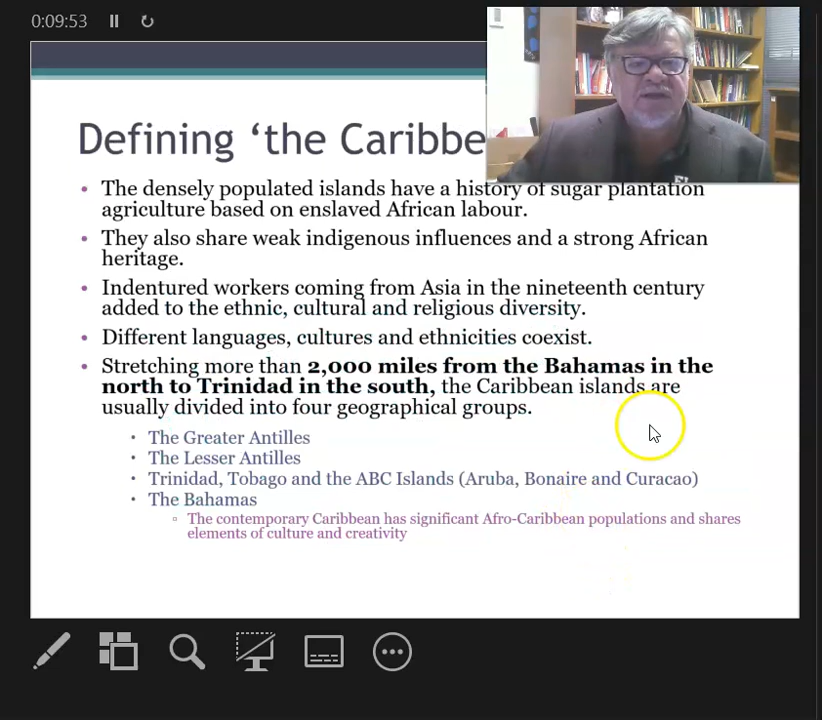 0:09:53
Defining ‘the Caribbe
• The densely populated islands have a history of sugar plantation
agriculture based on enslaved African labour.
• They also share weak indigenous influences and a strong African
heritage.
• Indentured workers coming from Asia in the nineteenth century
added to the ethnic, cultural and religious diversity.
• Different languages, cultures and ethnicities coexist.
• Stretching more than 2,000 miles from the Bahamas in the
north to Trinidad in the south, the Caribbean islands are
usually divided into four geographical groups.
• The Greater Antilles
• The Lesser Antilles
• Trinidad, Tobago and the ABC Islands (Aruba, Bonaire and Curacao)
• The Bahamas
▫ The contemporary Caribbean has significant Afro-Caribbean populations and shares
elements of culture and creativity